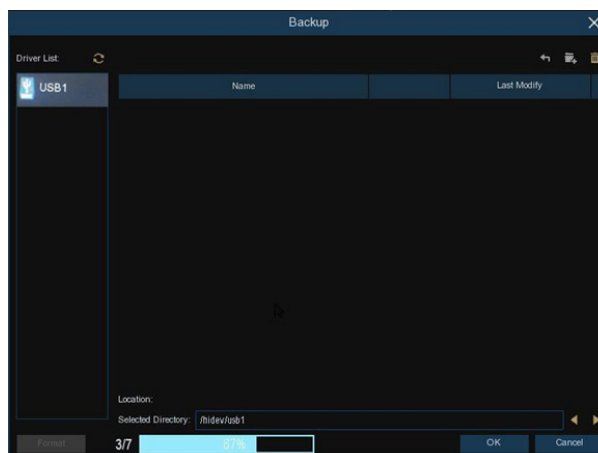 Backup
Driver List:
USB1
Name
Last Modify
Location:
Selected Directory: /hidev/usb1
Format 3/7 67% OK Cancel